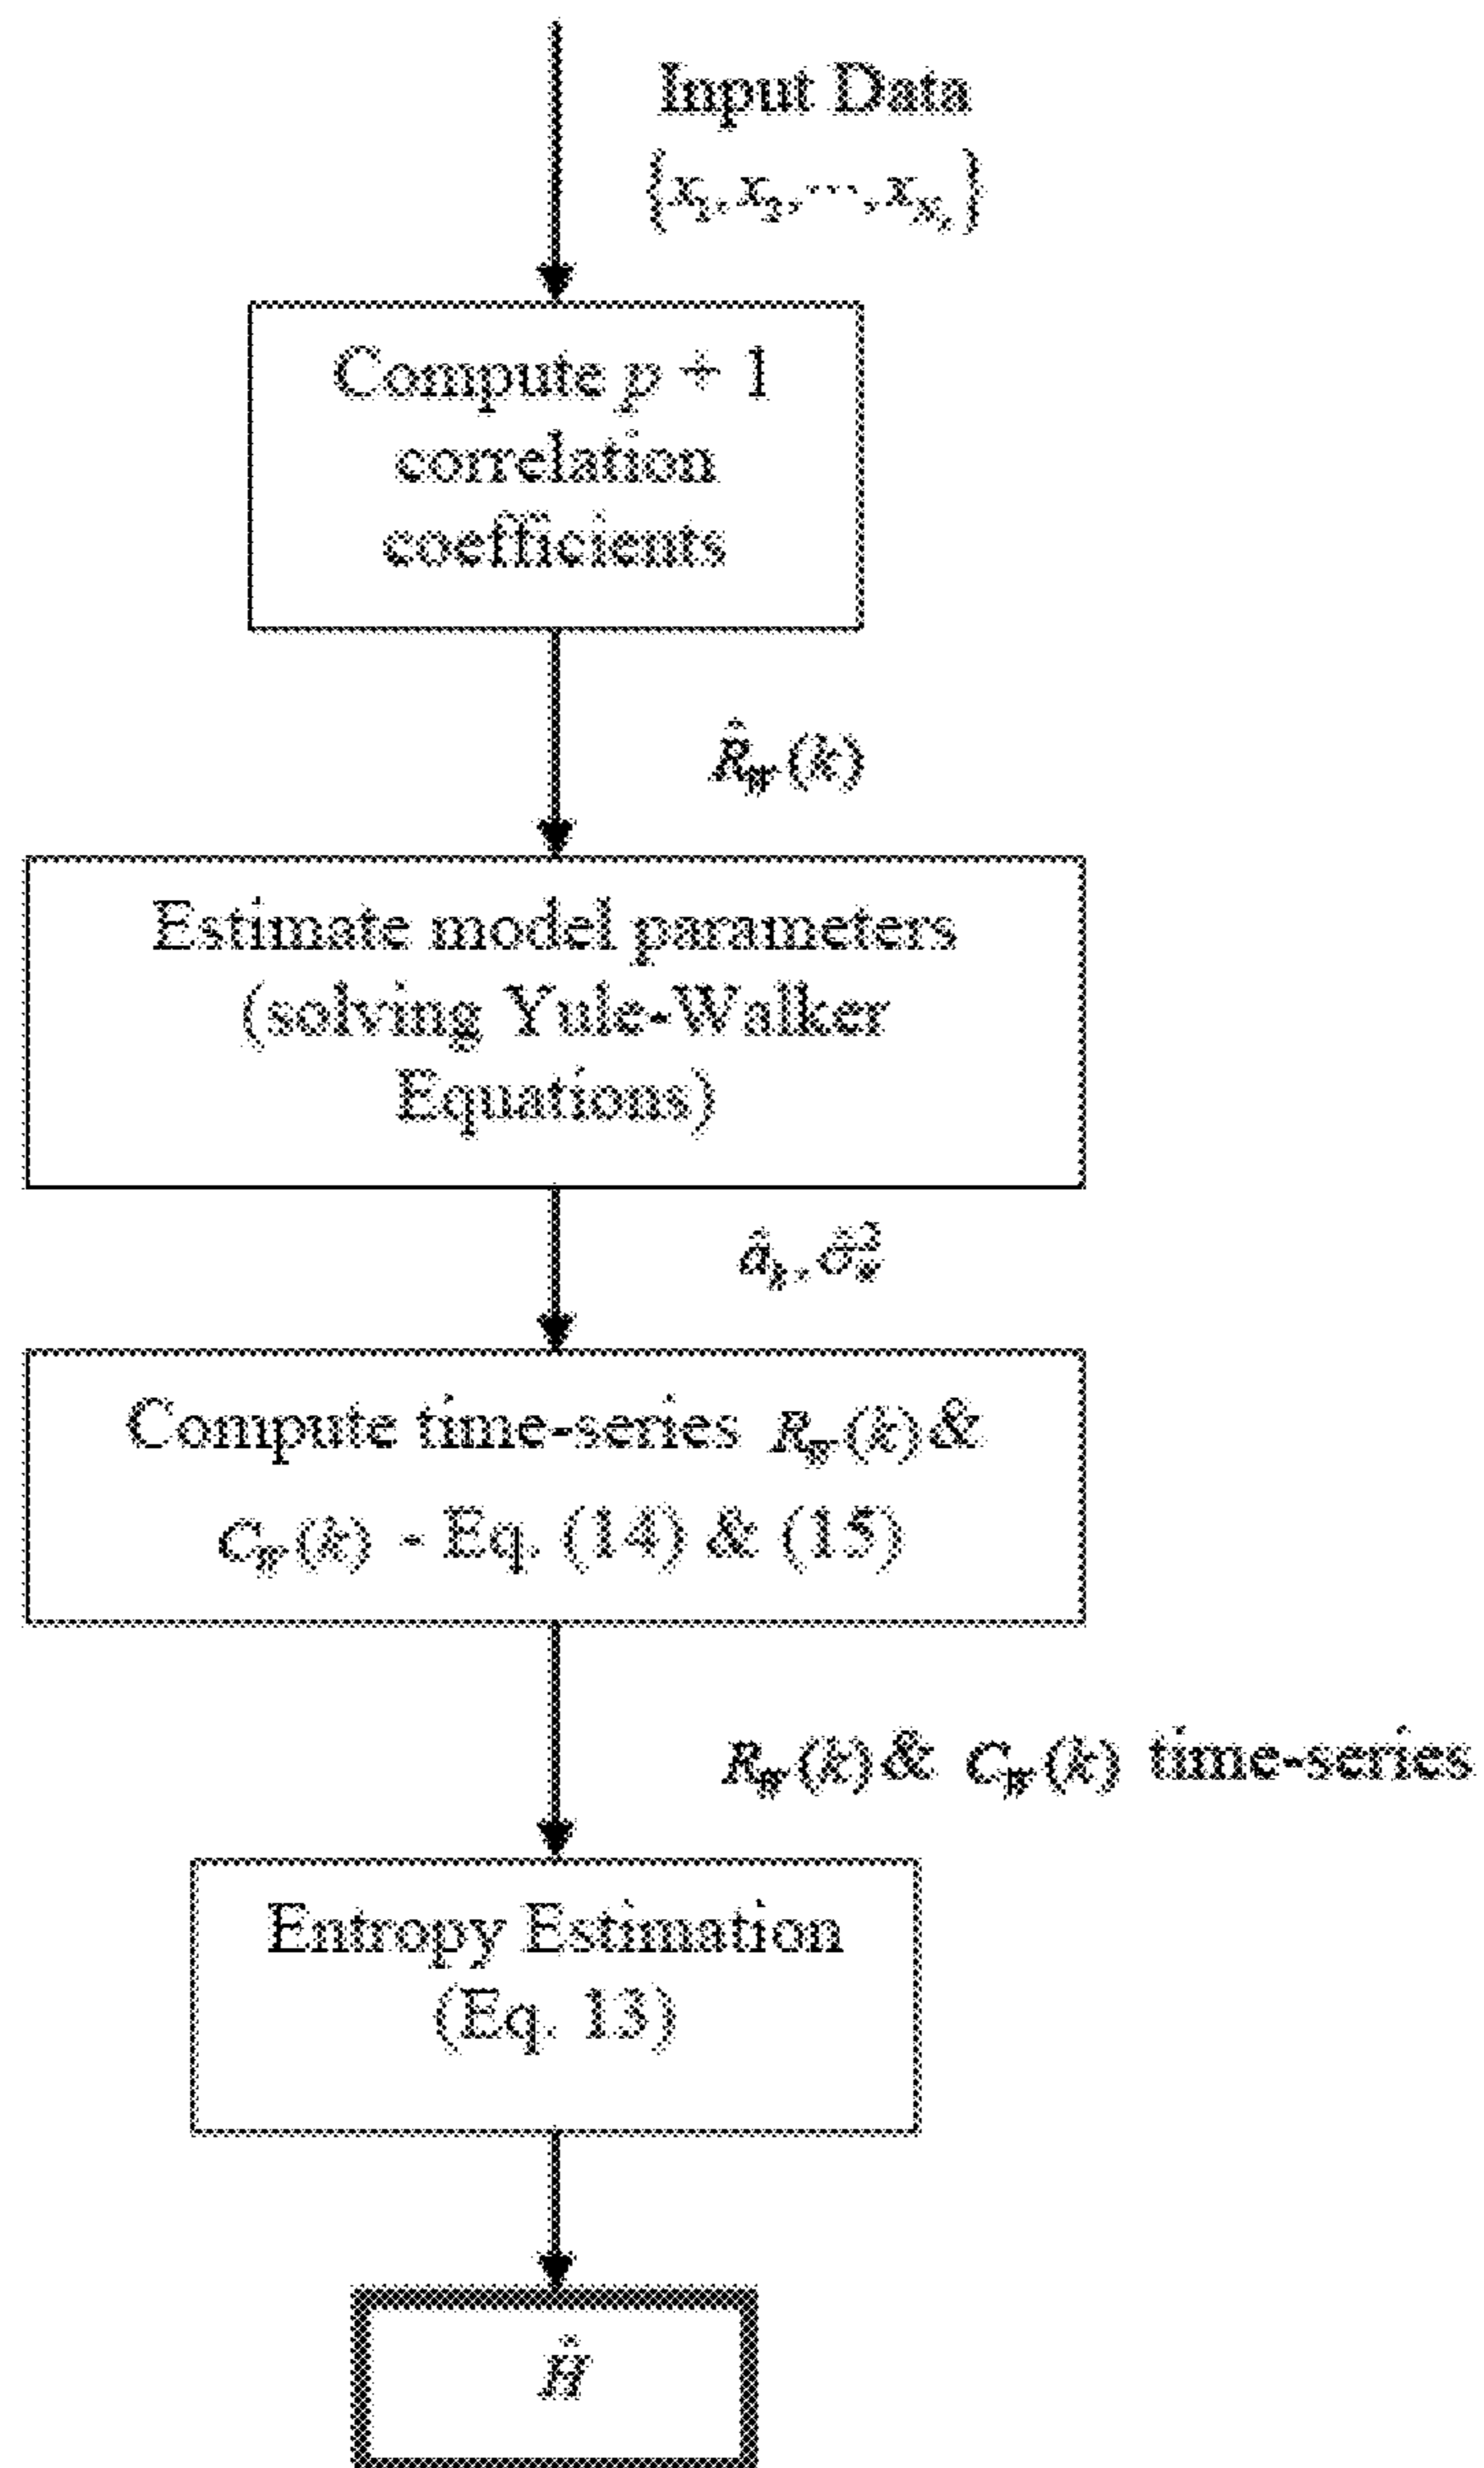 Input Data
{x₁, x₂, ⋯, x
Compute p + 1
correlation
coefficients
R̂ (k)
Estimate model parameters
(solving Yule-Walker
Equations)
â , σ̂²
Compute time-series R (k) &
C (k) - Eq. (14) & (15)
R (k) & C (k) time-series
Entropy Estimation
(Eq. 13)
Ĥ